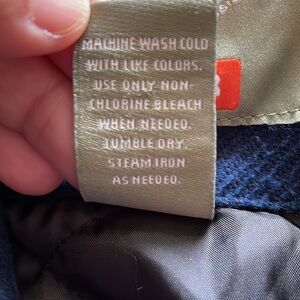 MACHINE WASH COLD
WITH LIKE COLORS.
USE ONLY NON-
CHLORINE BLEACH
WHEN NEEDED.
TUMBLE DRY.
STEAM IRON
AS NEEDED.